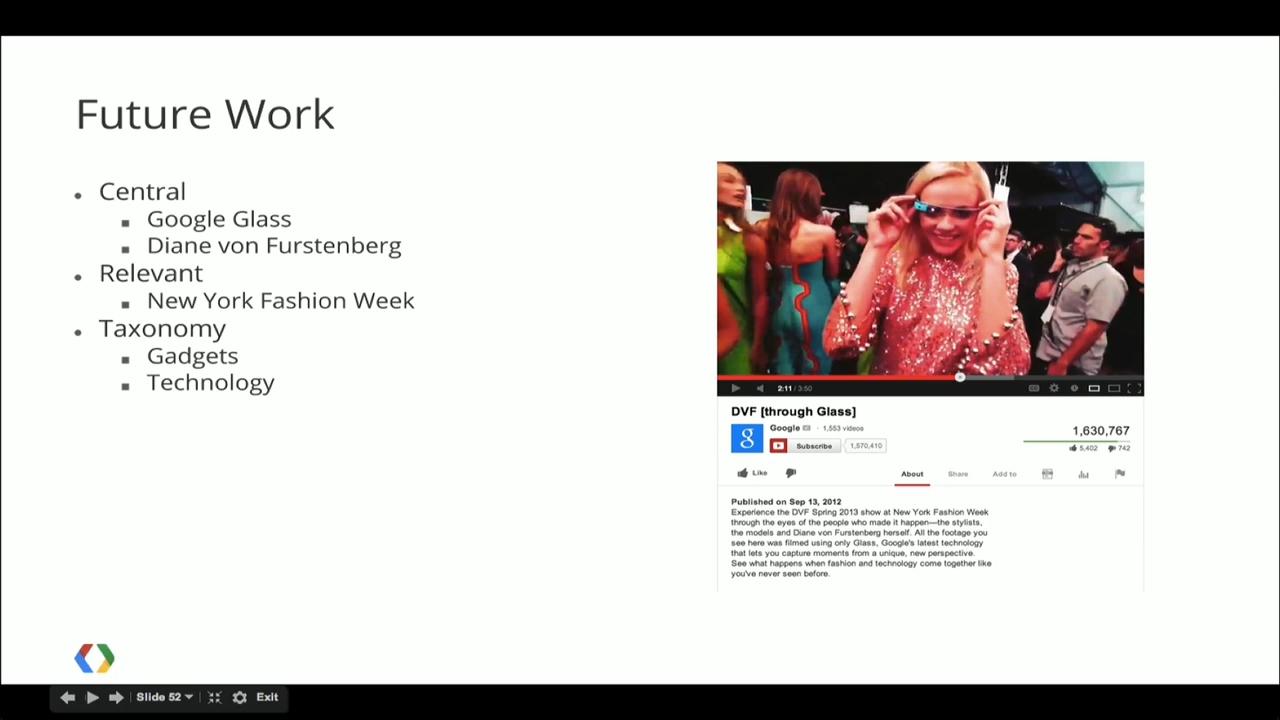 Future Work
Central
Google Glass
Diane von Furstenberg
Relevant
New York Fashion Week
Taxonomy
Gadgets
Technology
2:11 / 3:50
DVF [through Glass]
g
Google · 1,553 videos
Subscribe 1,570,410
1,630,767
5,402 742
Like
About Share Add to
Published on Sep 13, 2012
Experience the DVF Spring 2013 show at New York Fashion Week
through the eyes of the people who made it happen—the stylists,
the models and Diane von Furstenberg herself. All the footage you
see here was filmed using only Glass, Google's latest technology
that lets you capture moments from a unique, new perspective.
See what happens when fashion and technology come together like
you've never seen before.
Slide 52
Exit